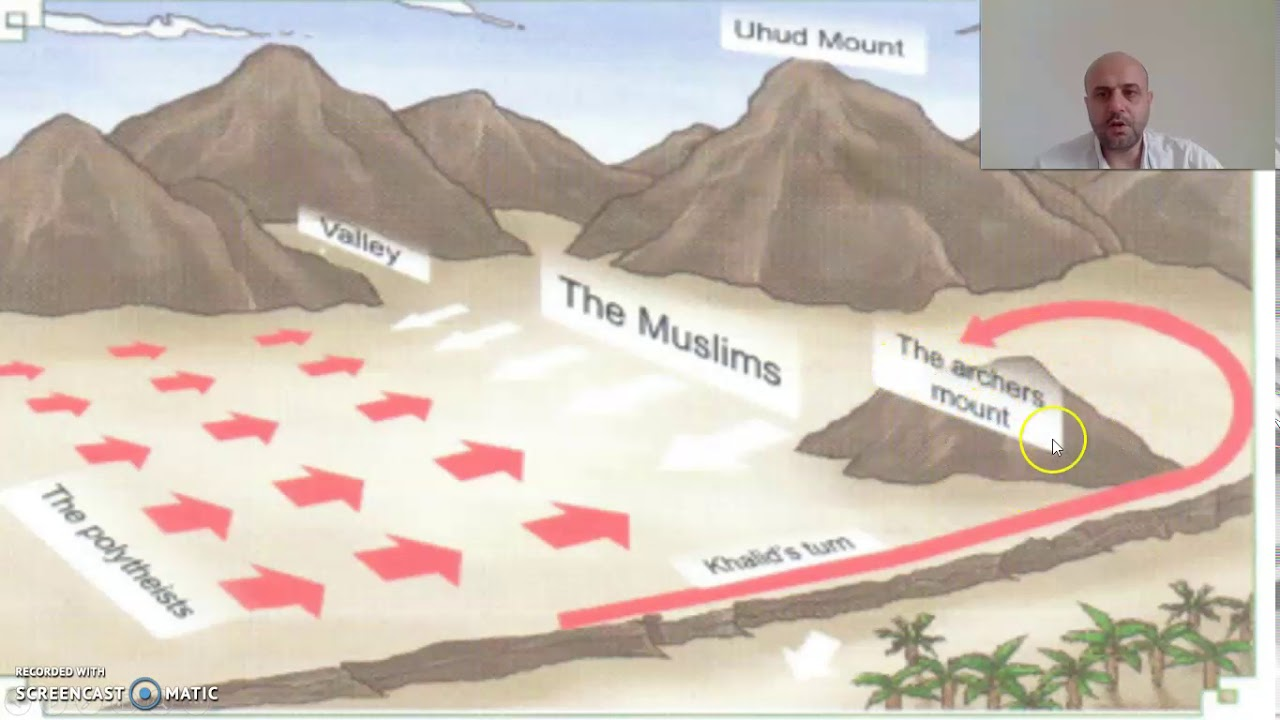 Uhud Mount
Valley
The Muslims
The archers
mount
The polytheists
Khalid's turn
RECORDED WITH
SCREENCAST MATIC